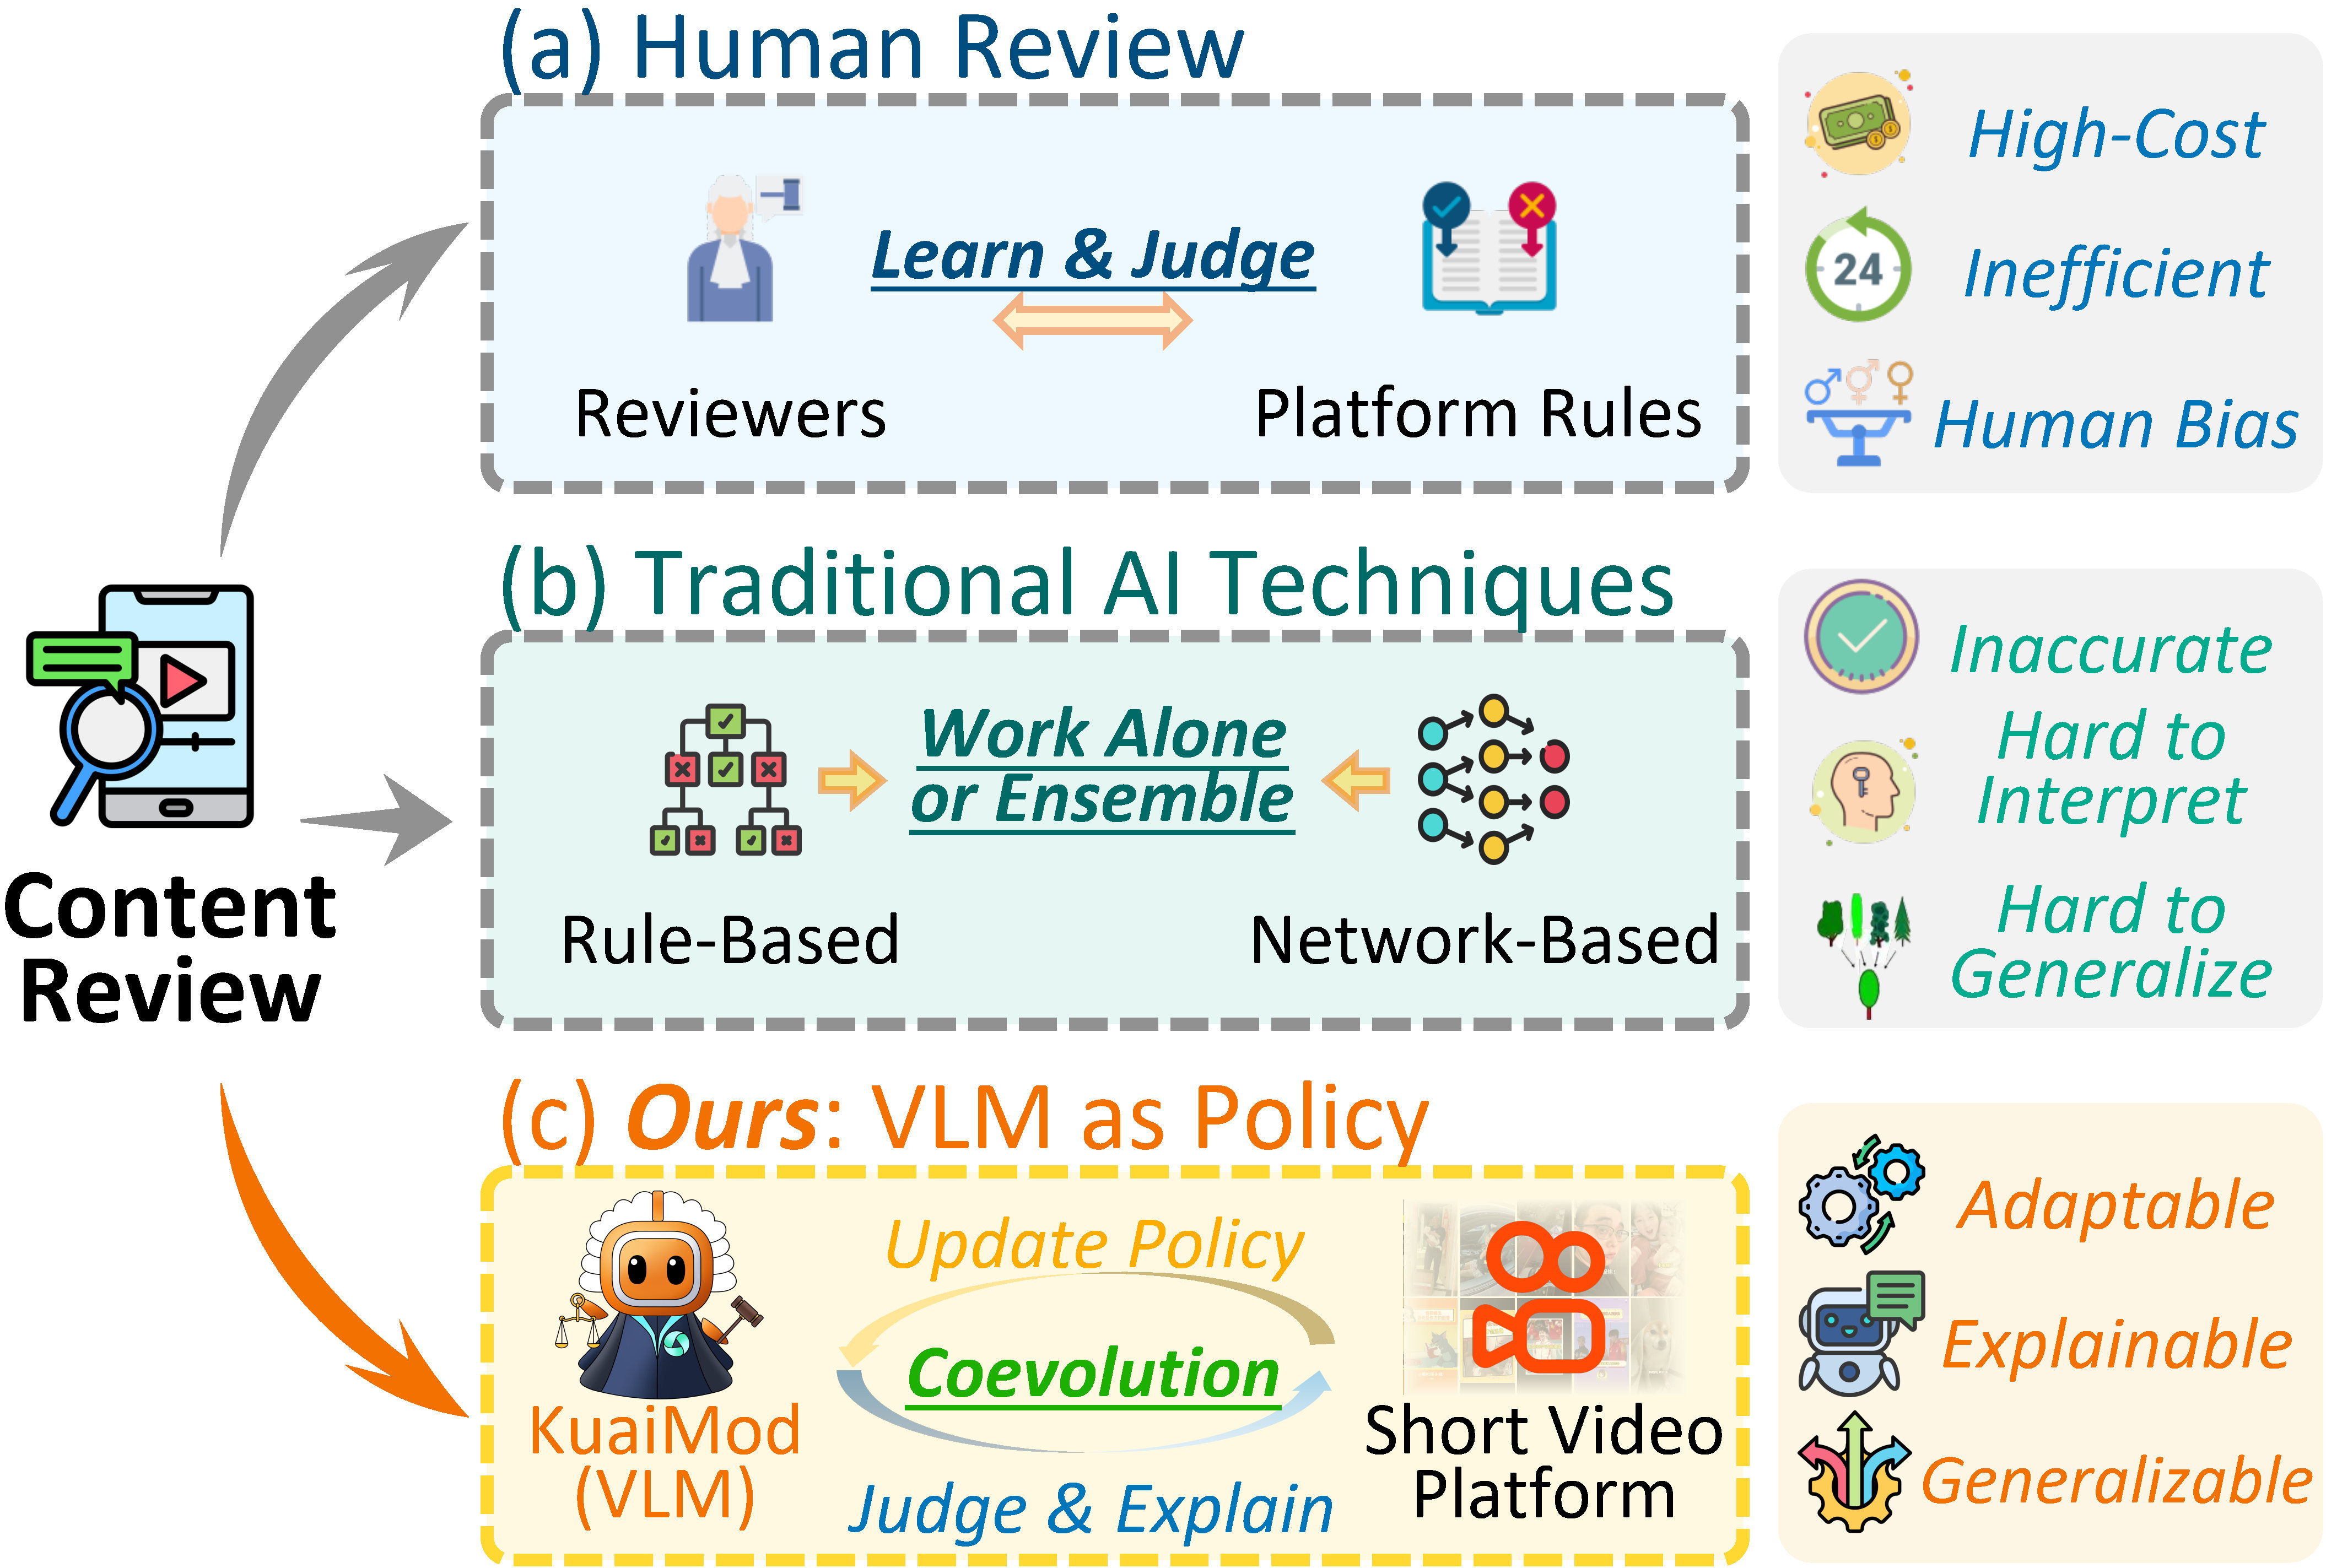 (a) Human Review
Learn & Judge
Reviewers
Platform Rules
High-Cost
24
Inefficient
Human Bias
Content
Review
(b) Traditional AI Techniques
Work Alone
or Ensemble
Rule-Based
Network-Based
Inaccurate
Hard to
Interpret
Hard to
Generalize
(c) Ours: VLM as Policy
Update Policy
Coevolution
Judge & Explain
KuaiMod
(VLM)
Short Video
Platform
Adaptable
Explainable
Generalizable